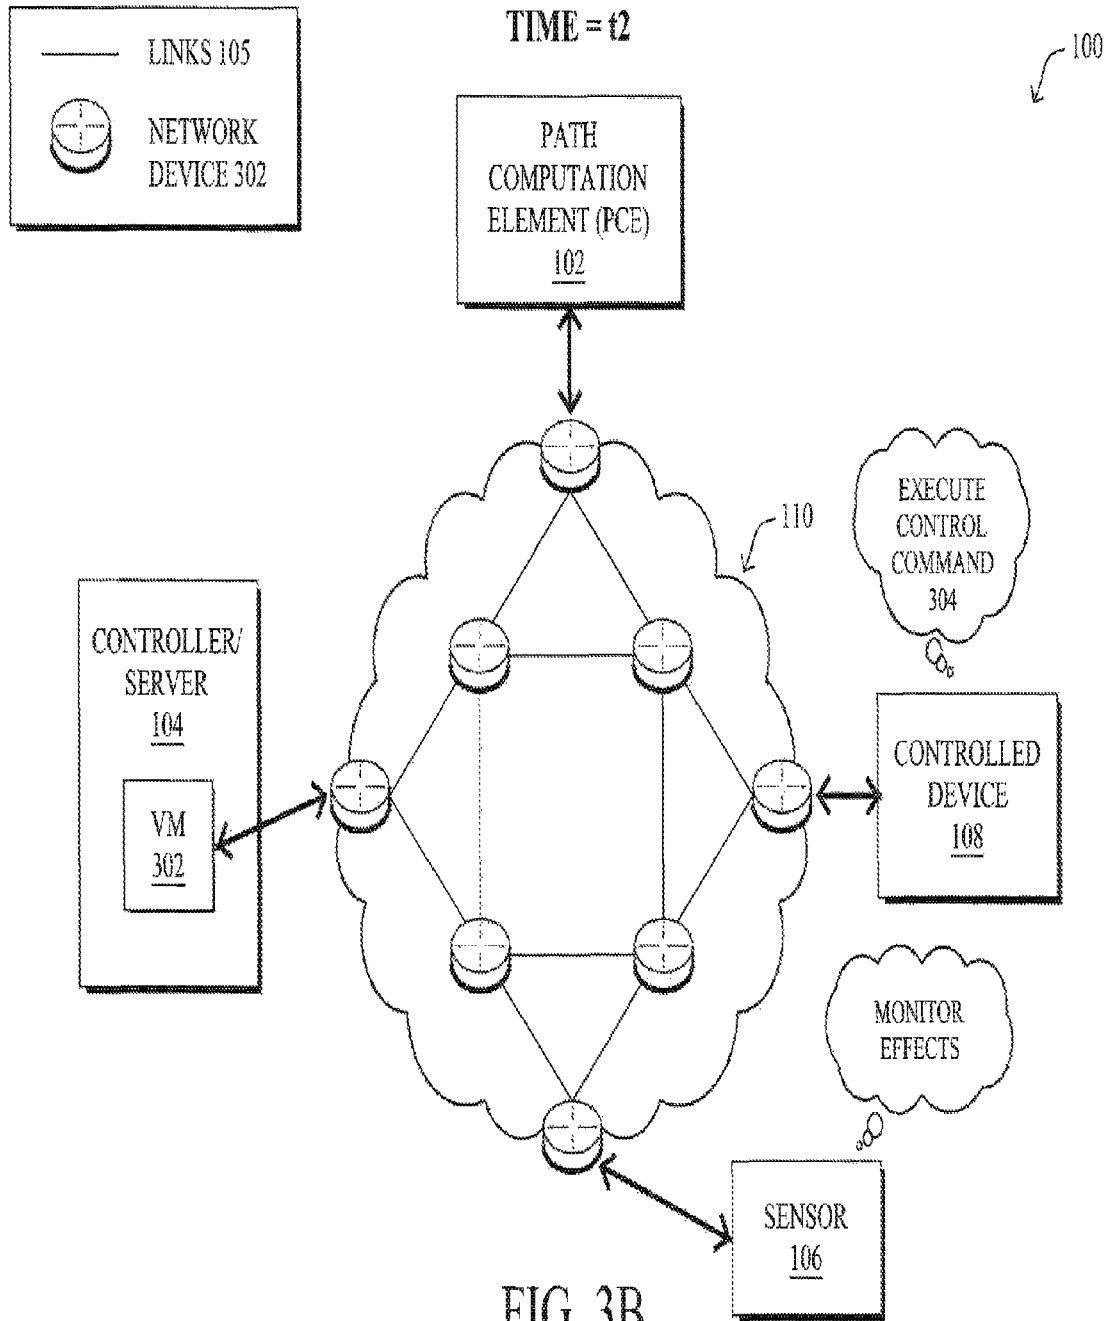 TIME = t2
100
LINKS 105
NETWORK
DEVICE 302
PATH
COMPUTATION
ELEMENT (PCE)
102
110
EXECUTE
CONTROL
COMMAND
304
CONTROLLER/
SERVER
104
VM
302
CONTROLLED
DEVICE
108
MONITOR
EFFECTS
SENSOR
106
FIG. 3B